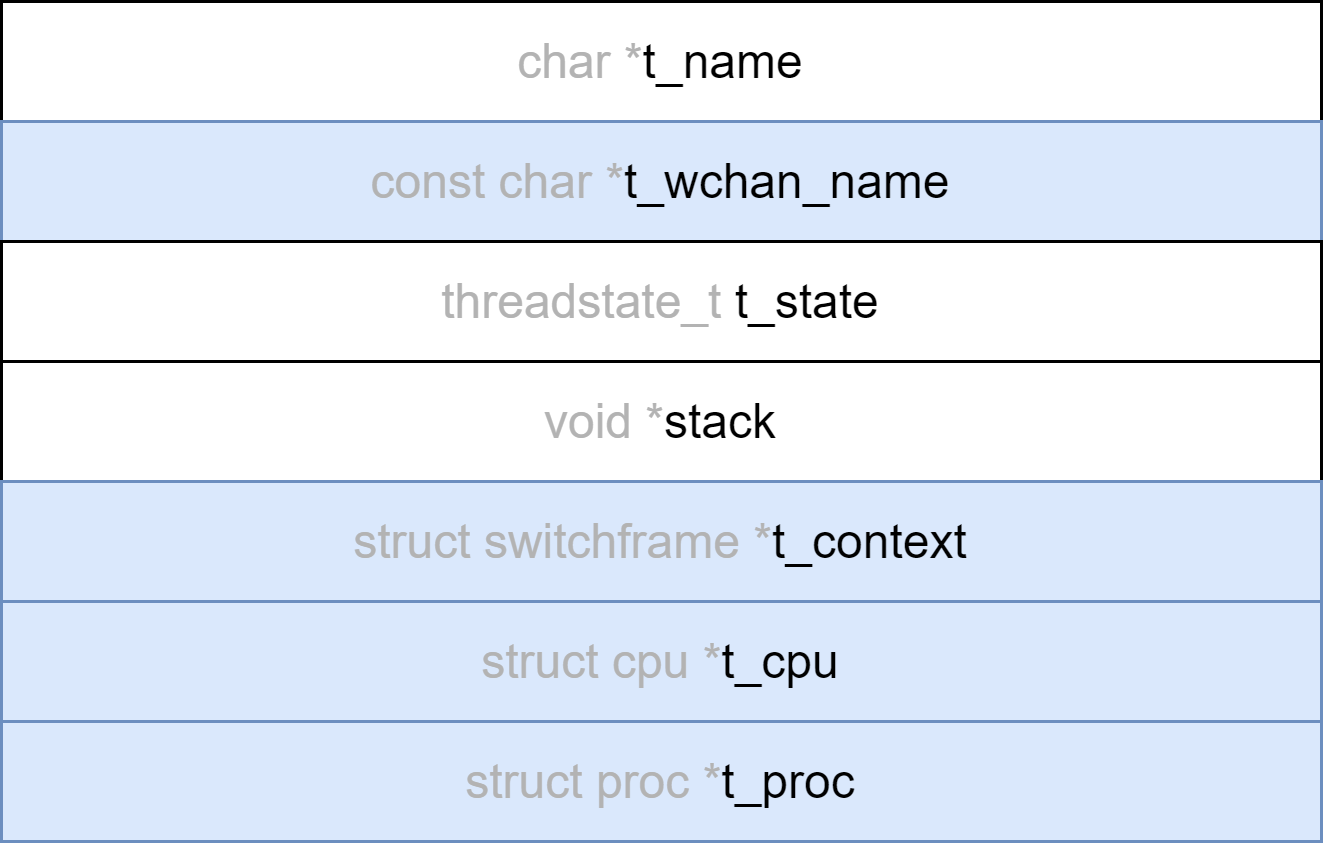 char *t_name
const char *t_wchan_name
threadstate_t t_state
void *stack
struct switchframe *t_context
struct cpu *t_cpu
struct proc *t_proc